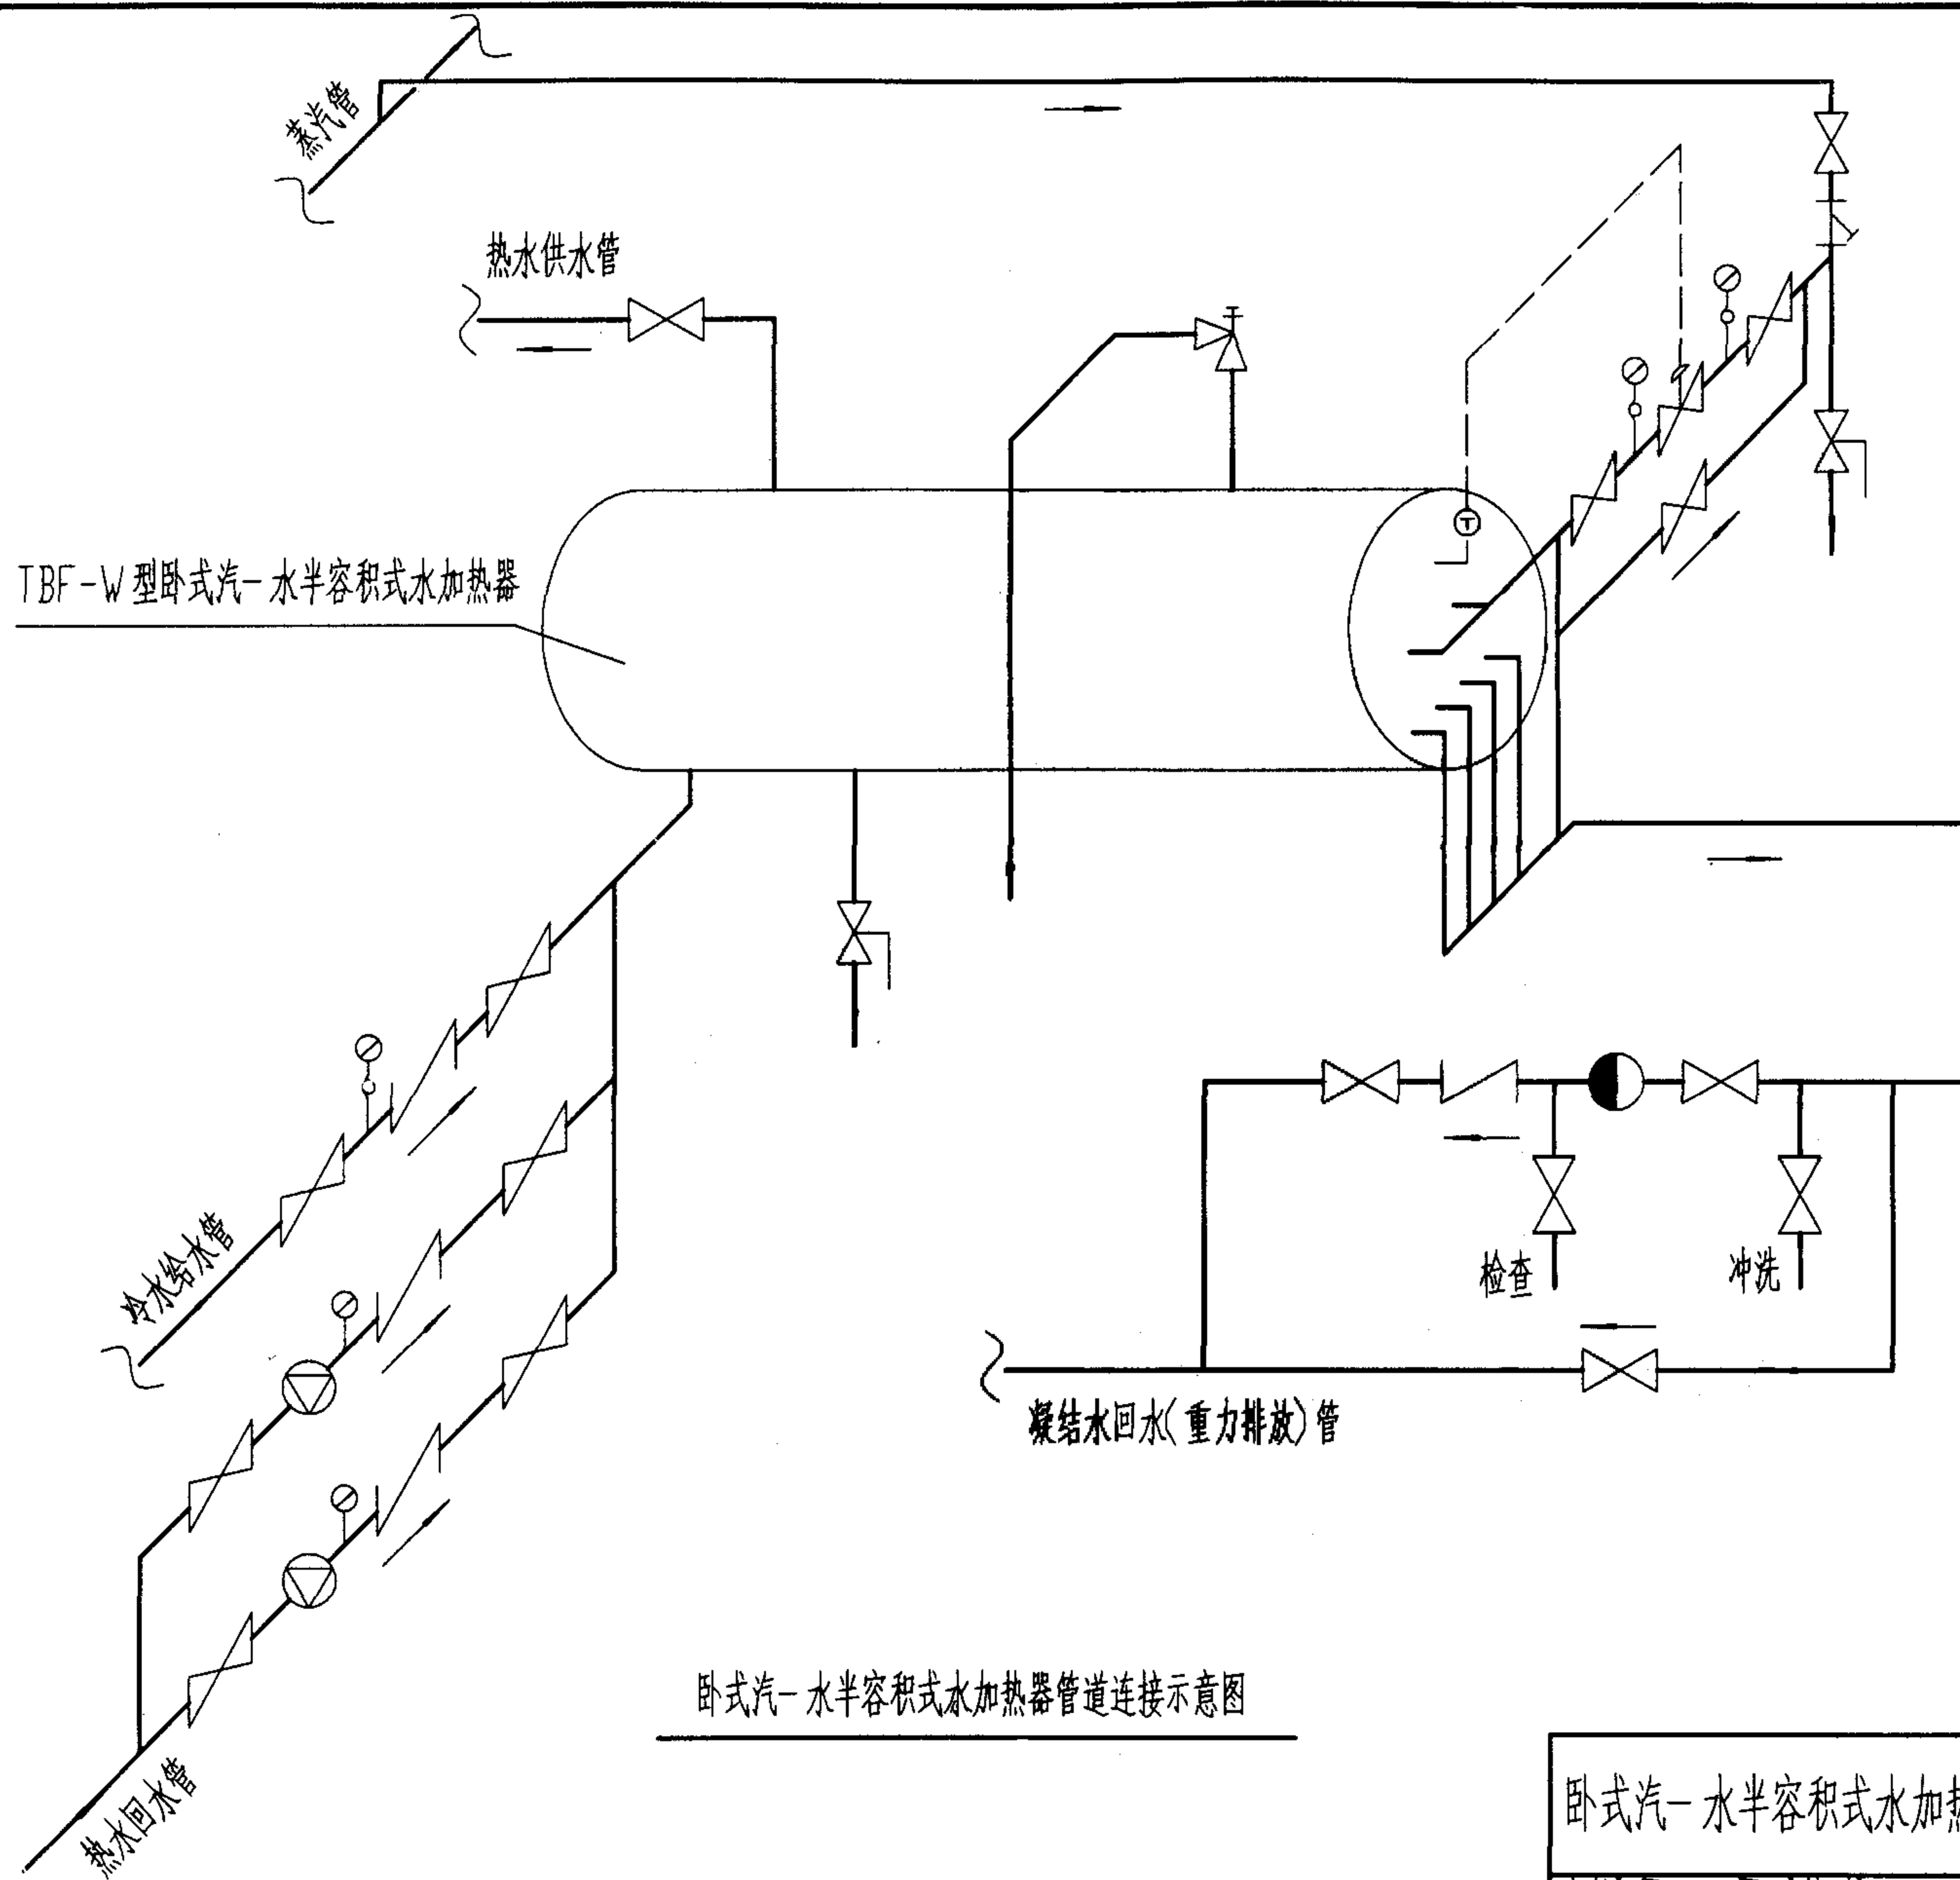 蒸汽管
热水供水管
T
TBF-W型卧式汽-水半容积式水加热器
冷水给水管
检查
冲洗
凝结水回水(重力排放)管
热水回水管
卧式汽-水半容积式水加热器管道连接示意图
卧式汽-水半容积式水加热